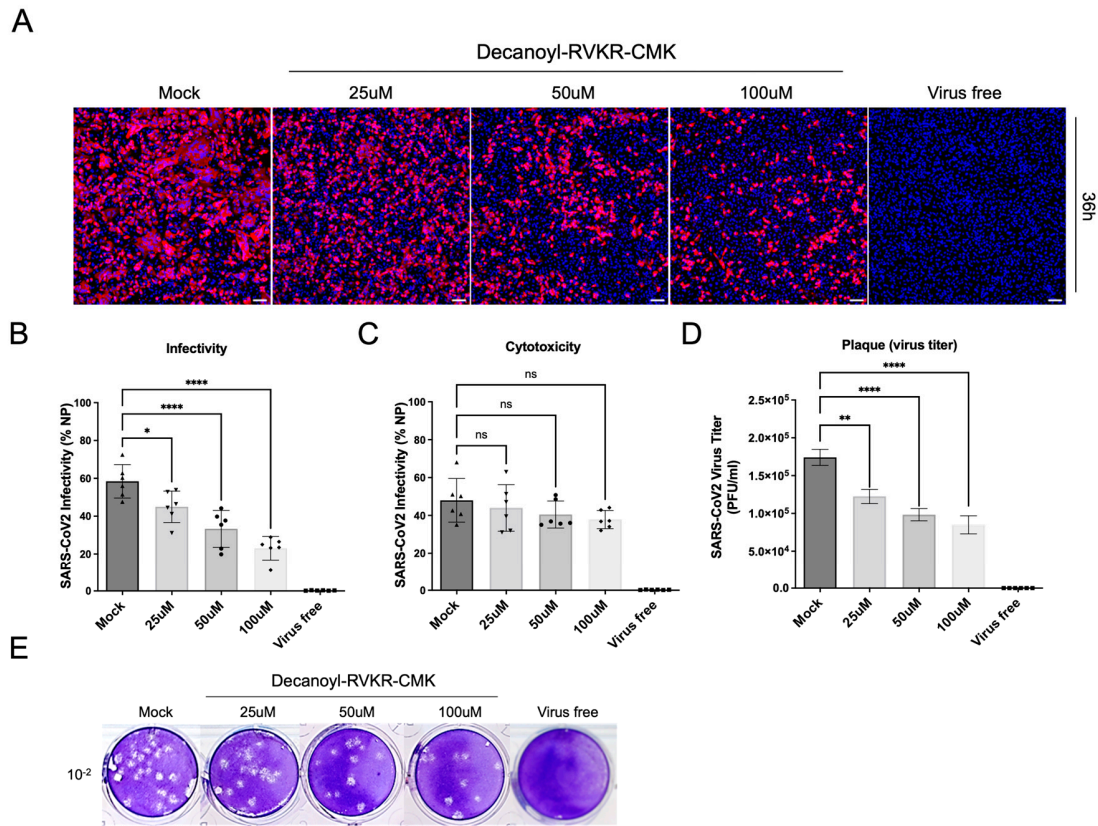 A
Decanoyl-RVKR-CMK
Mock 25uM 50uM 100uM Virus free
36h
B
Infectivity
SARS-CoV2 Infectivity (% NP)
100
80
60
40
20
0
****
****
*
Mock 25uM 50uM 100uM Virus free
C
Cytotoxicity
SARS-CoV2 Infectivity (% NP)
100
80
60
40
20
0
ns
ns
ns
Mock 25uM 50uM 100uM Virus free
D
Plaque (virus titer)
SARS-CoV2 Virus Titer
(PFU/ml)
2.5×10⁵
2.0×10⁵
1.5×10⁵
1.0×10⁵
5.0×10⁴
0
****
****
**
Mock 25uM 50uM 100uM Virus free
E
Decanoyl-RVKR-CMK
Mock 25uM 50uM 100uM Virus free
10⁻²